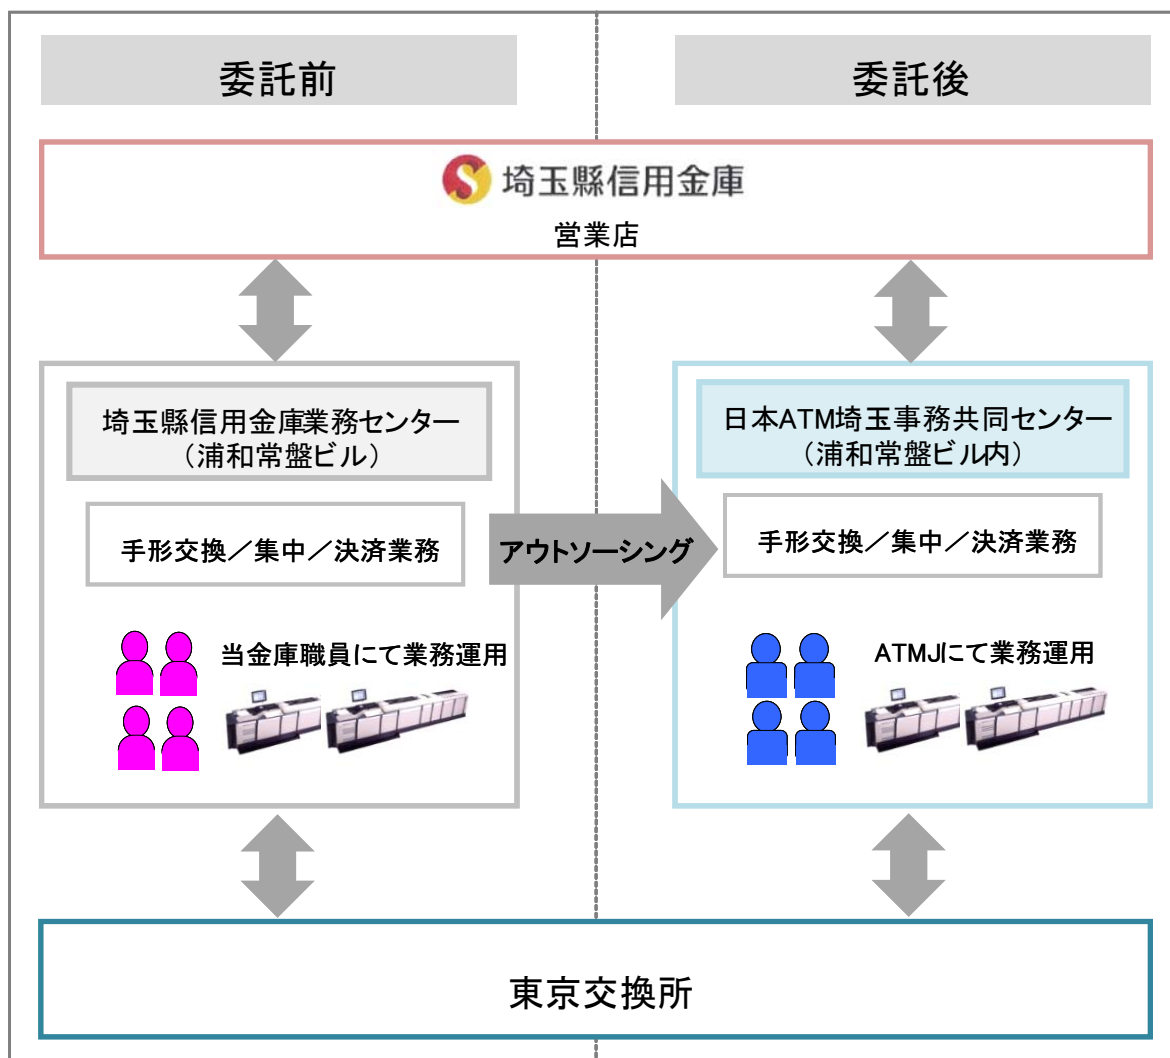 委託前
委託後
埼玉縣信用金庫
営業店
埼玉縣信用金庫業務センター
（浦和常盤ビル）
手形交換／集中／決済業務
当金庫職員にて業務運用
アウトソーシング
日本ATM埼玉事務共同センター
（浦和常盤ビル内）
手形交換／集中／決済業務
ATMJにて業務運用
東京交換所